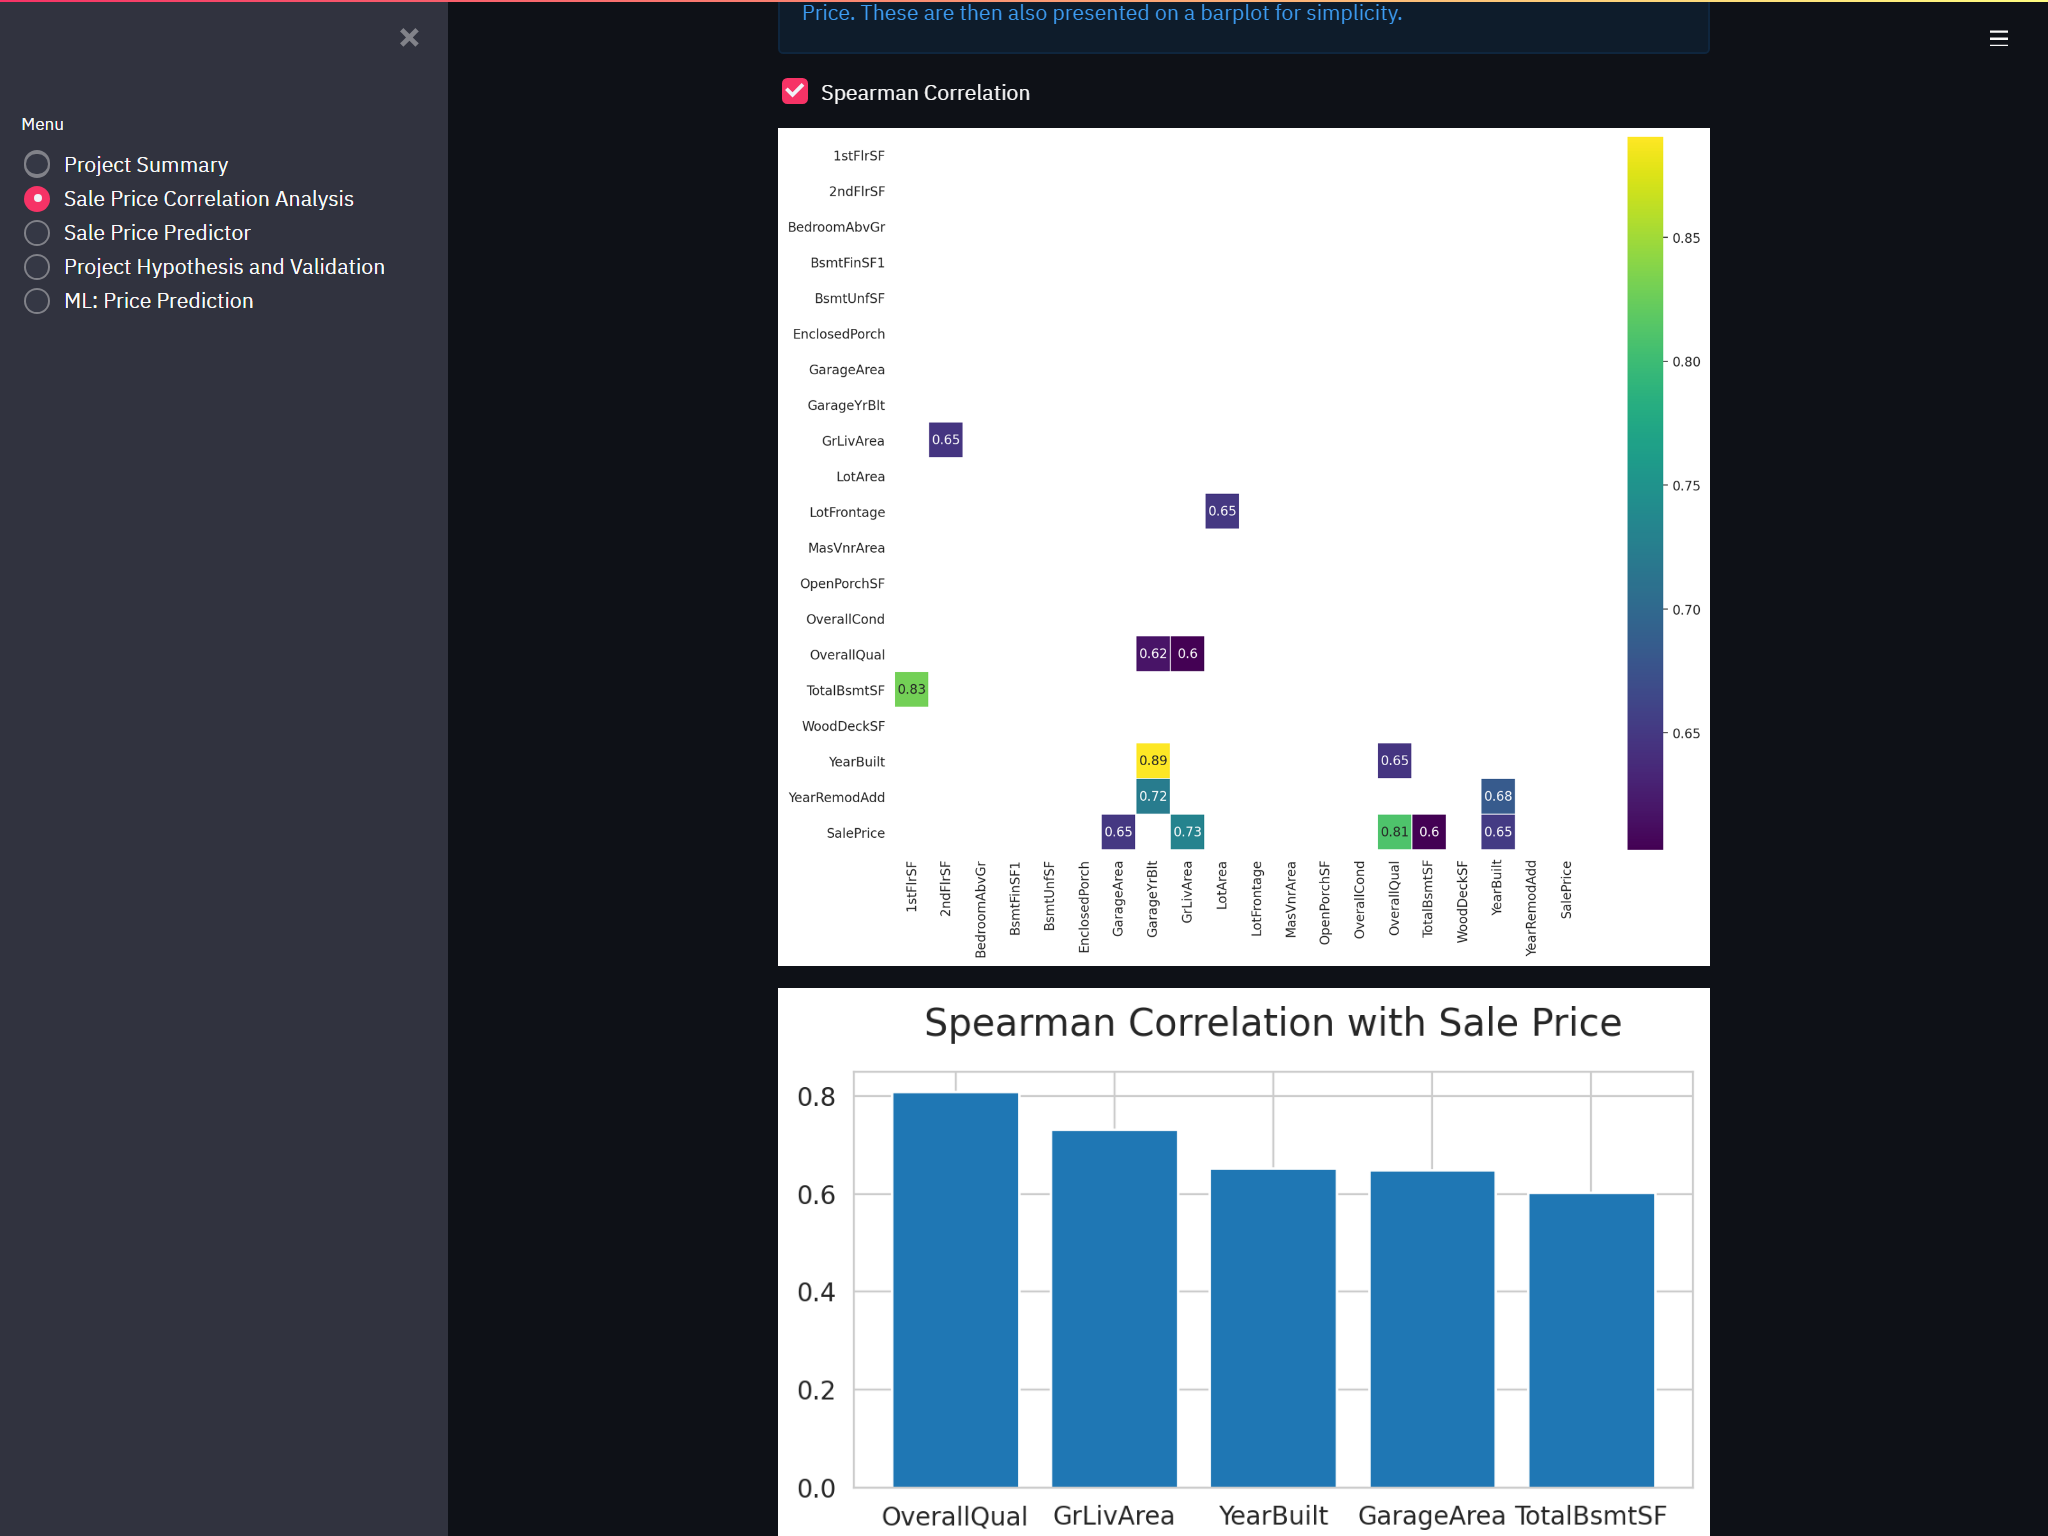 Price. These are then also presented on a barplot for simplicity.
Menu
Project Summary
Sale Price Correlation Analysis
Sale Price Predictor
Project Hypothesis and Validation
ML: Price Prediction
Spearman Correlation
1stFlrSF
2ndFlrSF
BedroomAbvGr
BsmtFinSF1
BsmtUnfSF
EnclosedPorch
GarageArea
GarageYrBlt
GrLivArea 0.65
LotArea
LotFrontage 0.65
MasVnrArea
OpenPorchSF
OverallCond
OverallQual 0.62 0.6
TotalBsmtSF 0.83
WoodDeckSF
YearBuilt 0.89 0.65
YearRemodAdd 0.72 0.68
SalePrice 0.65 0.73 0.81 0.6 0.65
1stFlrSF 2ndFlrSF BedroomAbvGr BsmtFinSF1 BsmtUnfSF EnclosedPorch GarageArea GarageYrBlt GrLivArea LotArea LotFrontage MasVnrArea OpenPorchSF OverallCond OverallQual TotalBsmtSF WoodDeckSF YearBuilt YearRemodAdd SalePrice
0.85
0.80
0.75
0.70
0.65
Spearman Correlation with Sale Price
0.8
0.6
0.4
0.2
0.0
OverallQual GrLivArea YearBuilt GarageArea TotalBsmtSF